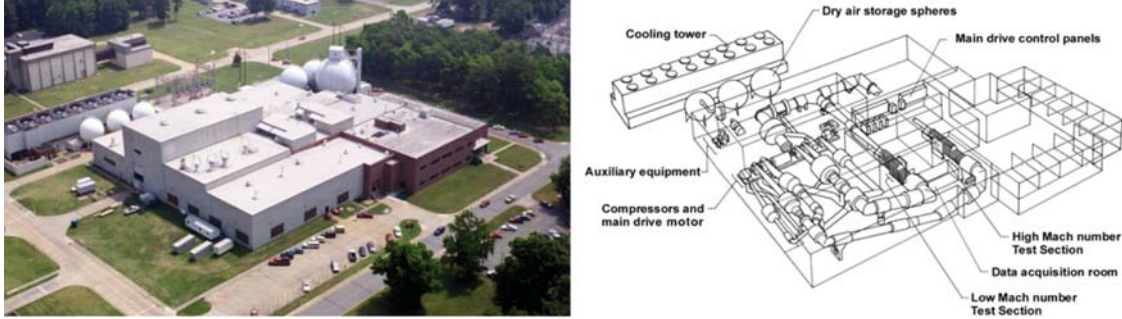 Dry air storage spheres
Cooling tower
Main drive control panels
Auxiliary equipment
Compressors and
main drive motor
High Mach number
Test Section
Data acquisition room
Low Mach number
Test Section